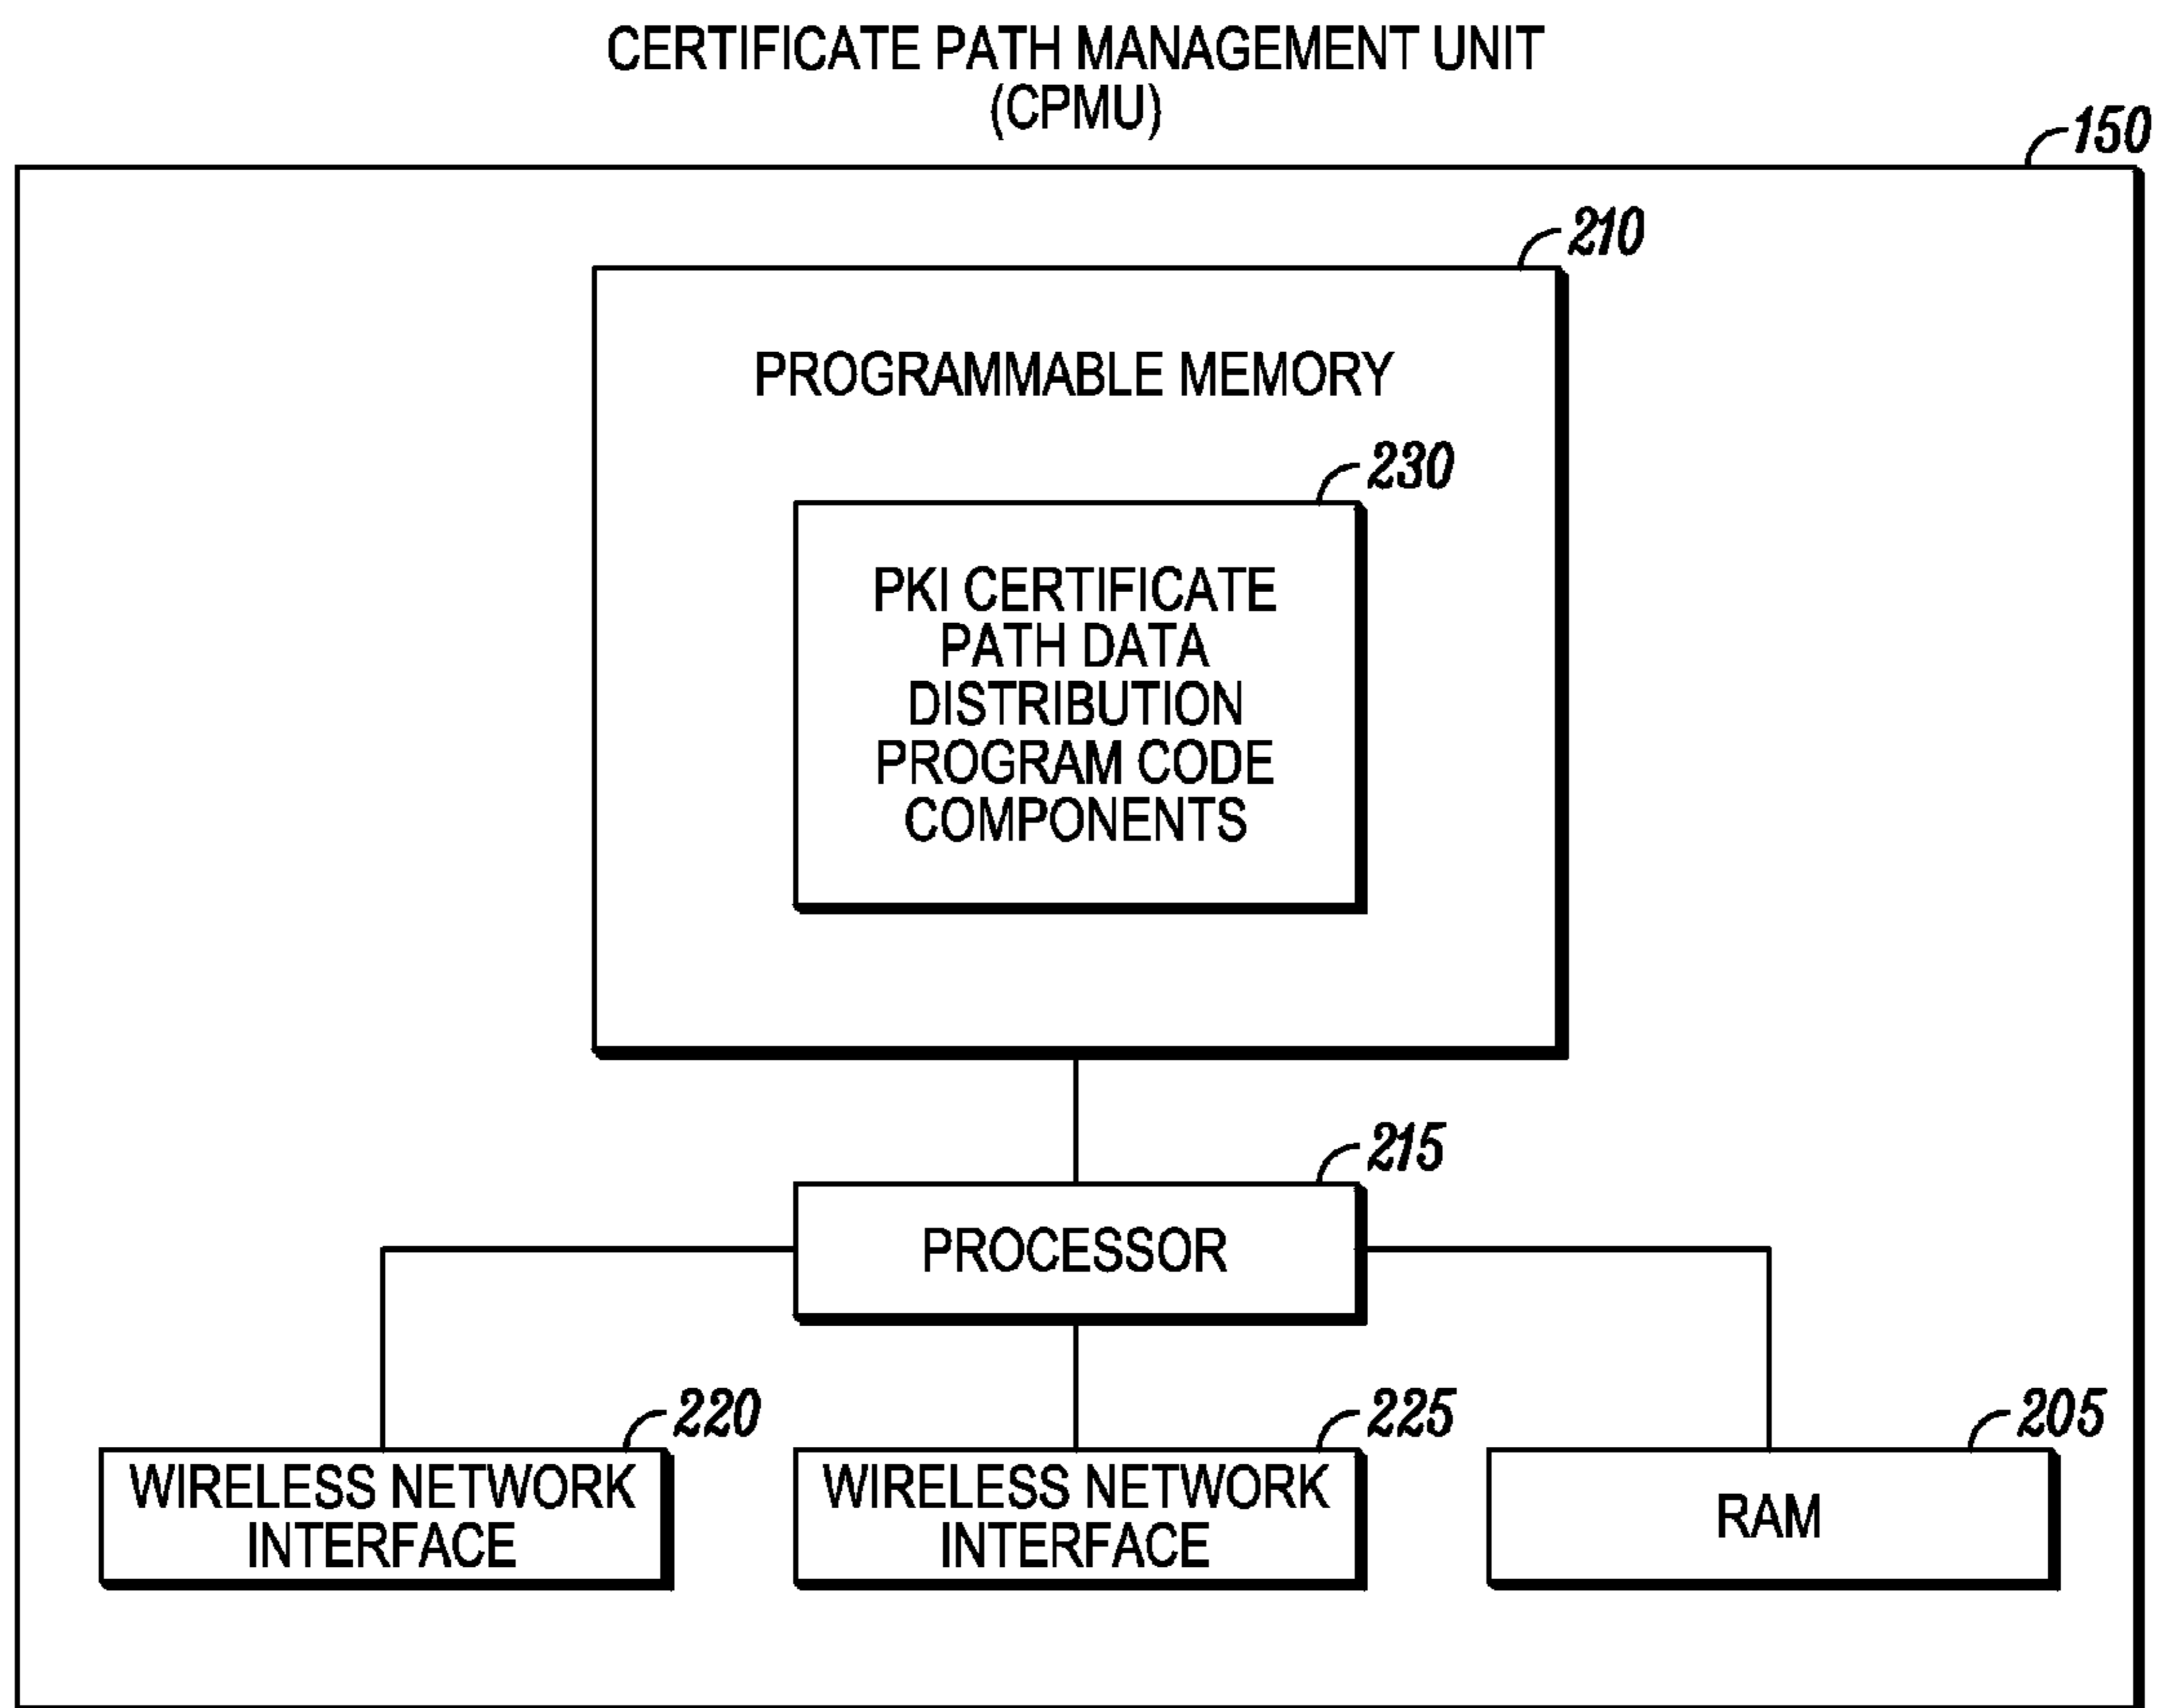 CERTIFICATE PATH MANAGEMENT UNIT
(CPMU)
150
210
PROGRAMMABLE MEMORY
230
PKI CERTIFICATE
PATH DATA
DISTRIBUTION
PROGRAM CODE
COMPONENTS
215
PROCESSOR
220
WIRELESS NETWORK
INTERFACE
225
WIRELESS NETWORK
INTERFACE
205
RAM